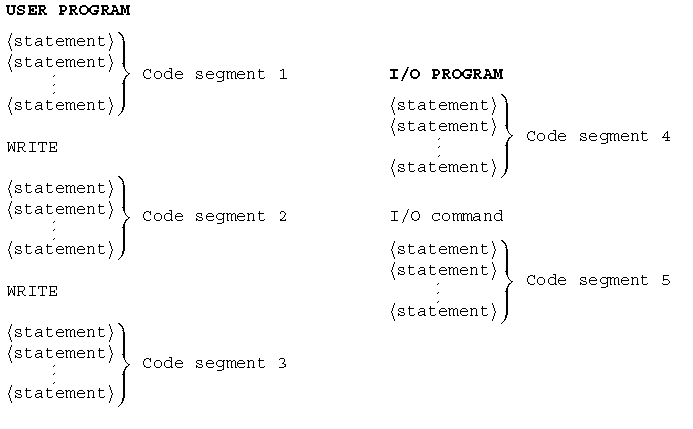 USER PROGRAM
⟨statement⟩
⟨statement⟩
⋮
⟨statement⟩
Code segment 1
WRITE
⟨statement⟩
⟨statement⟩
⋮
⟨statement⟩
Code segment 2
WRITE
⟨statement⟩
⟨statement⟩
⋮
⟨statement⟩
Code segment 3
I/O PROGRAM
⟨statement⟩
⟨statement⟩
⋮
⟨statement⟩
Code segment 4
I/O command
⟨statement⟩
⟨statement⟩
⋮
⟨statement⟩
Code segment 5